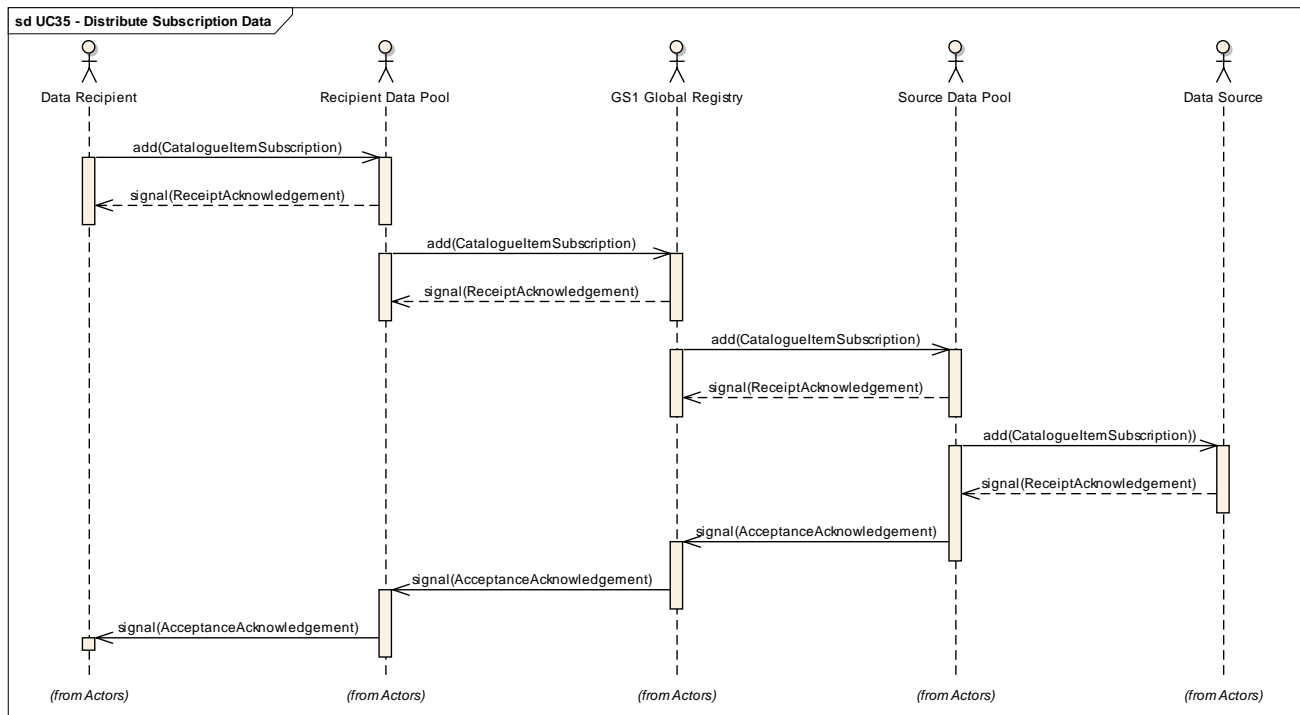 sd UC35 - Distribute Subscription Data
Data Recipient
Recipient Data Pool
GS1 Global Registry
Source Data Pool
Data Source
add(CatalogueItemSubscription)
signal(ReceiptAcknowledgement)
add(CatalogueItemSubscription)
signal(ReceiptAcknowledgement)
add(CatalogueItemSubscription)
signal(ReceiptAcknowledgement)
add(CatalogueItemSubscription))
signal(ReceiptAcknowledgement)
signal(AcceptanceAcknowledgement)
signal(AcceptanceAcknowledgement)
signal(AcceptanceAcknowledgement)
(from Actors)
(from Actors)
(from Actors)
(from Actors)
(from Actors)